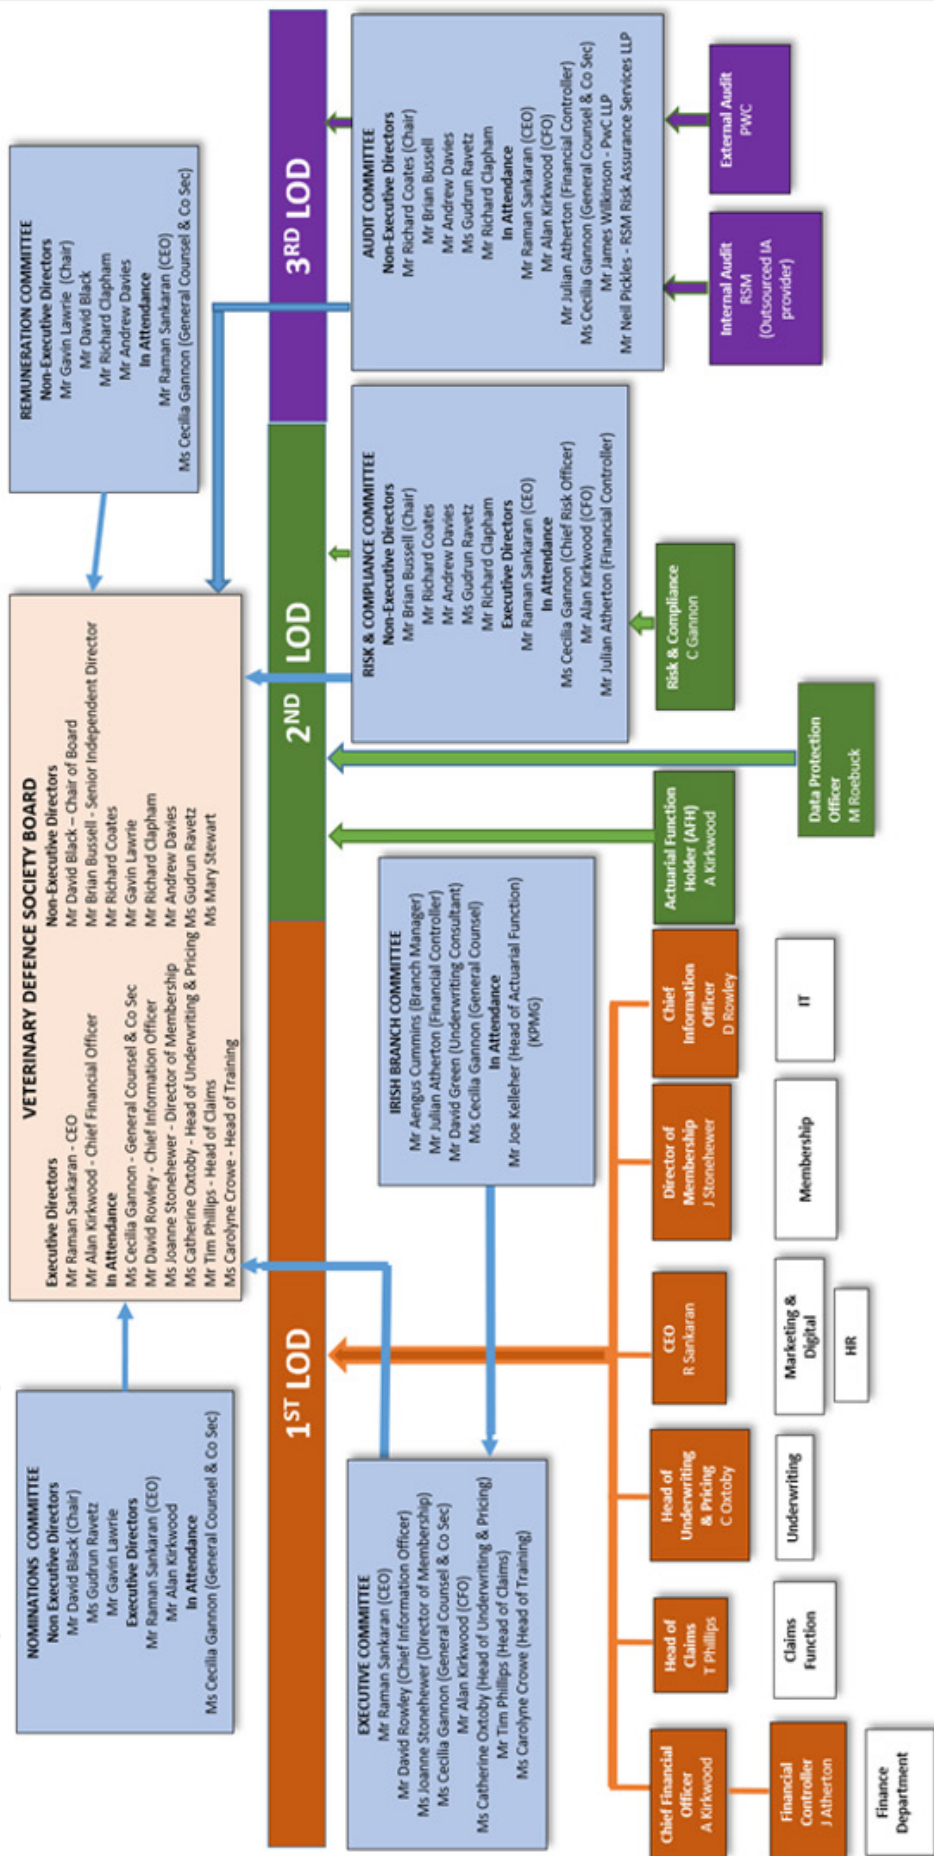 NOMINATIONS COMMITTEE
Non Executive Directors
Mr David Black (Chair)
Ms Gudrun Ravetz
Mr Gavin Lawrie
Executive Directors
Mr Raman Sankaran (CEO)
Mr Alan Kirkwood
In Attendance
Ms Cecilia Gannon (General Counsel & Co Sec)
VETERINARY DEFENCE SOCIETY BOARD
Executive Directors
Mr Raman Sankaran - CEO
Mr Alan Kirkwood - Chief Financial Officer
In Attendance
Ms Cecilia Gannon - General Counsel & Co Sec
Mr David Rowley - Chief Information Officer
Ms Joanne Stonehewer - Director of Membership
Ms Catherine Oxtoby - Head of Underwriting & Pricing
Mr Tim Phillips - Head of Claims
Ms Carolyne Crowe - Head of Training
Non-Executive Directors
Mr David Black – Chair of Board
Mr Brian Bussell - Senior Independent Director
Mr Richard Coates
Mr Gavin Lawrie
Mr Richard Clapham
Mr Andrew Davies
Ms Gudrun Ravetz
Ms Mary Stewart
REMUNERATION COMMITTEE
Non-Executive Directors
Mr Gavin Lawrie (Chair)
Mr David Black
Mr Richard Clapham
Mr Andrew Davies
In Attendance
Mr Raman Sankaran (CEO)
Ms Cecilia Gannon (General Counsel & Co Sec)
1ST LOD
2ND LOD
3RD LOD
EXECUTIVE COMMITTEE
Mr Raman Sankaran (CEO)
Mr David Rowley (Chief Information Officer)
Ms Joanne Stonehewer (Director of Membership)
Ms Cecilia Gannon (General Counsel & Co Sec)
Mr Alan Kirkwood (CFO)
Ms Catherine Oxtoby (Head of Underwriting & Pricing)
Mr Tim Phillips (Head of Claims)
Ms Carolyne Crowe (Head of Training)
IRISH BRANCH COMMITTEE
Mr Aengus Cummins (Branch Manager)
Mr Julian Atherton (Financial Controller)
Mr David Green (Underwriting Consultant)
Ms Cecilia Gannon (General Counsel)
In Attendance
Mr Joe Kelleher (Head of Actuarial Function)
(KPMG)
RISK & COMPLIANCE COMMITTEE
Non-Executive Directors
Mr Brian Bussell (Chair)
Mr Richard Coates
Mr Andrew Davies
Ms Gudrun Ravetz
Mr Richard Clapham
Executive Directors
Mr Raman Sankaran (CEO)
In Attendance
Ms Cecilia Gannon (Chief Risk Officer)
Mr Alan Kirkwood (CFO)
Mr Julian Atherton (Financial Controller)
AUDIT COMMITTEE
Non-Executive Directors
Mr Richard Coates (Chair)
Mr Brian Bussell
Mr Andrew Davies
Ms Gudrun Ravetz
Mr Richard Clapham
In Attendance
Mr Raman Sankaran (CEO)
Mr Alan Kirkwood (CFO)
Mr Julian Atherton (Financial Controller)
Ms Cecilia Gannon (General Counsel & Co Sec)
Mr James Wilkinson - PwC LLP
Mr Neil Pickles - RSM Risk Assurance Services LLP
Chief Financial
Officer
A Kirkwood
Head of
Claims
T Phillips
Head of
Underwriting
& Pricing
C Oxtoby
CEO
R Sankaran
Director of
Membership
J Stonehewer
Chief
Information
Officer
D Rowley
Actuarial Function
Holder (AFH)
A Kirkwood
Risk & Compliance
C Gannon
Internal Audit
RSM
(Outsourced IA
provider)
External Audit
PWC
Financial
Controller
J Atherton
Claims
Function
Underwriting
Marketing &
Digital
Membership
IT
Data Protection
Officer
M Roebuck
HR
Finance
Department